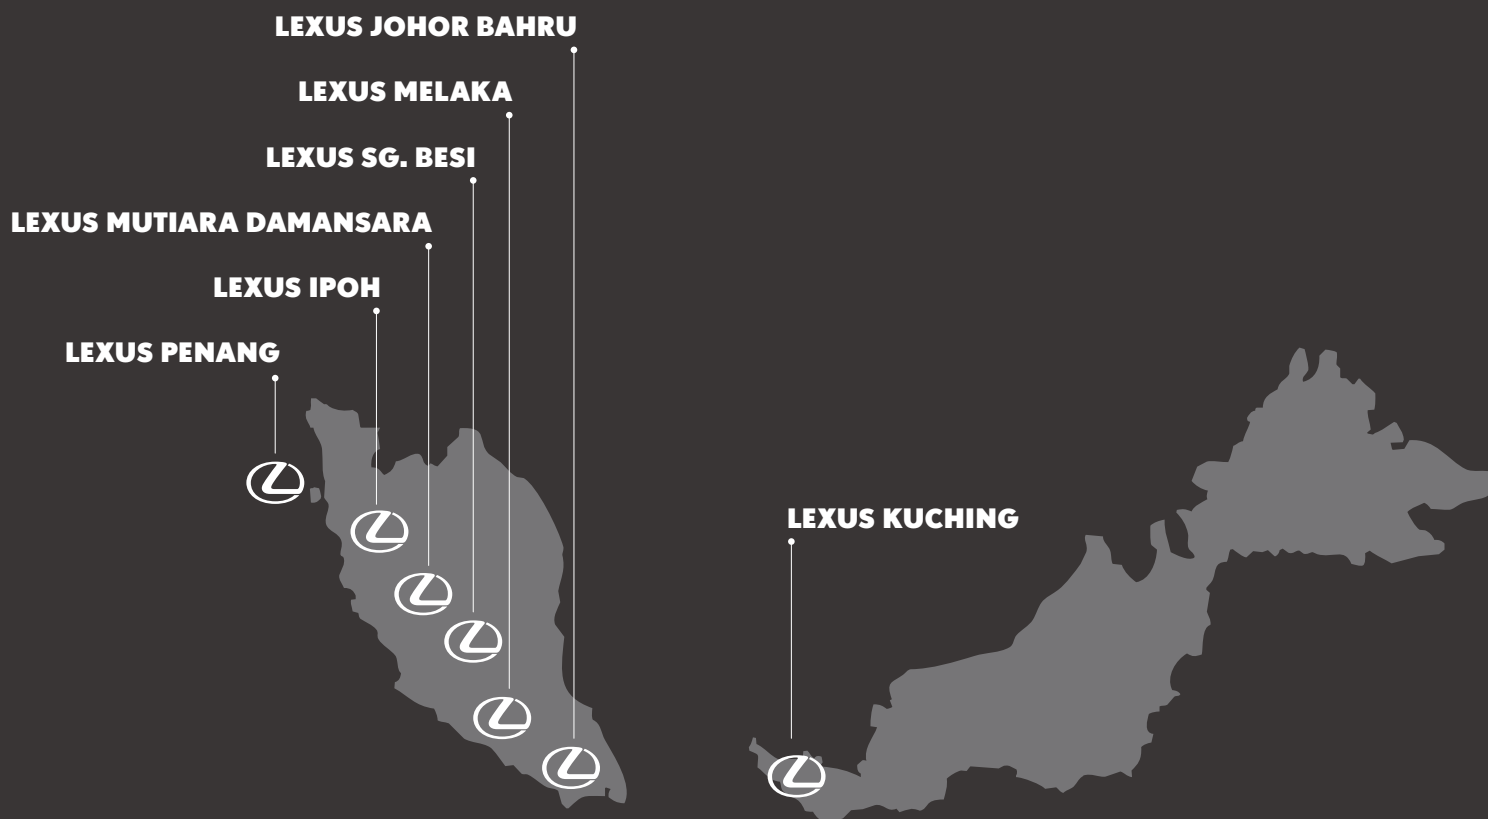 LEXUS JOHOR BAHRU
LEXUS MELAKA
LEXUS SG. BESI
LEXUS MUTIARA DAMANSARA
LEXUS IPOH
LEXUS PENANG
LEXUS KUCHING